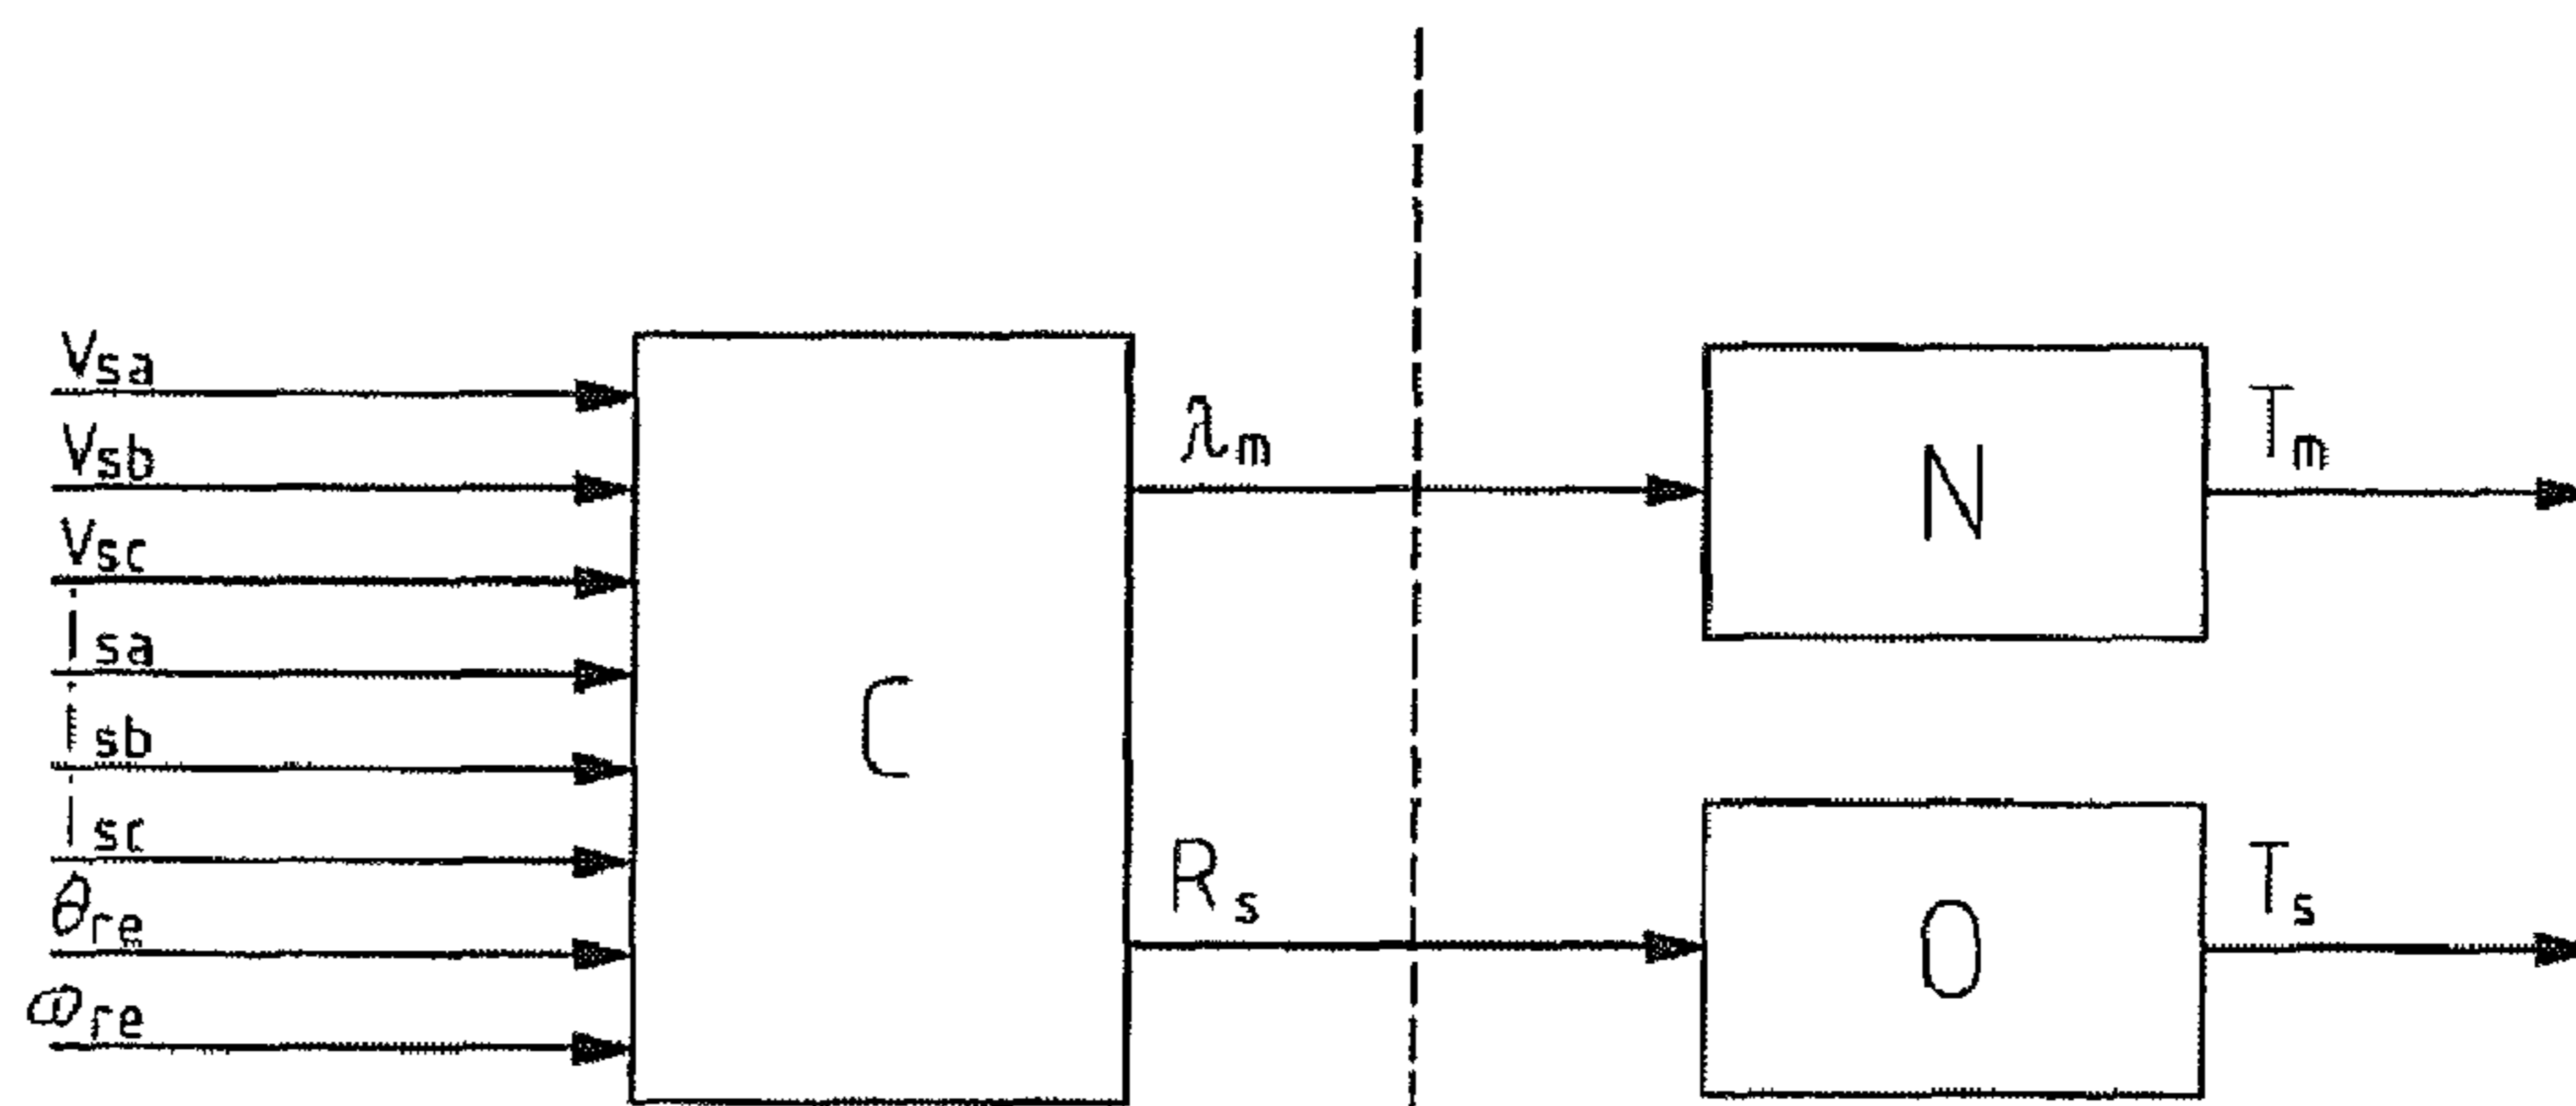 Vsa
Vsb
Vsc
isa
isb
isc
θre
ωre
C
λm
Rs
N
O
Tm
Ts